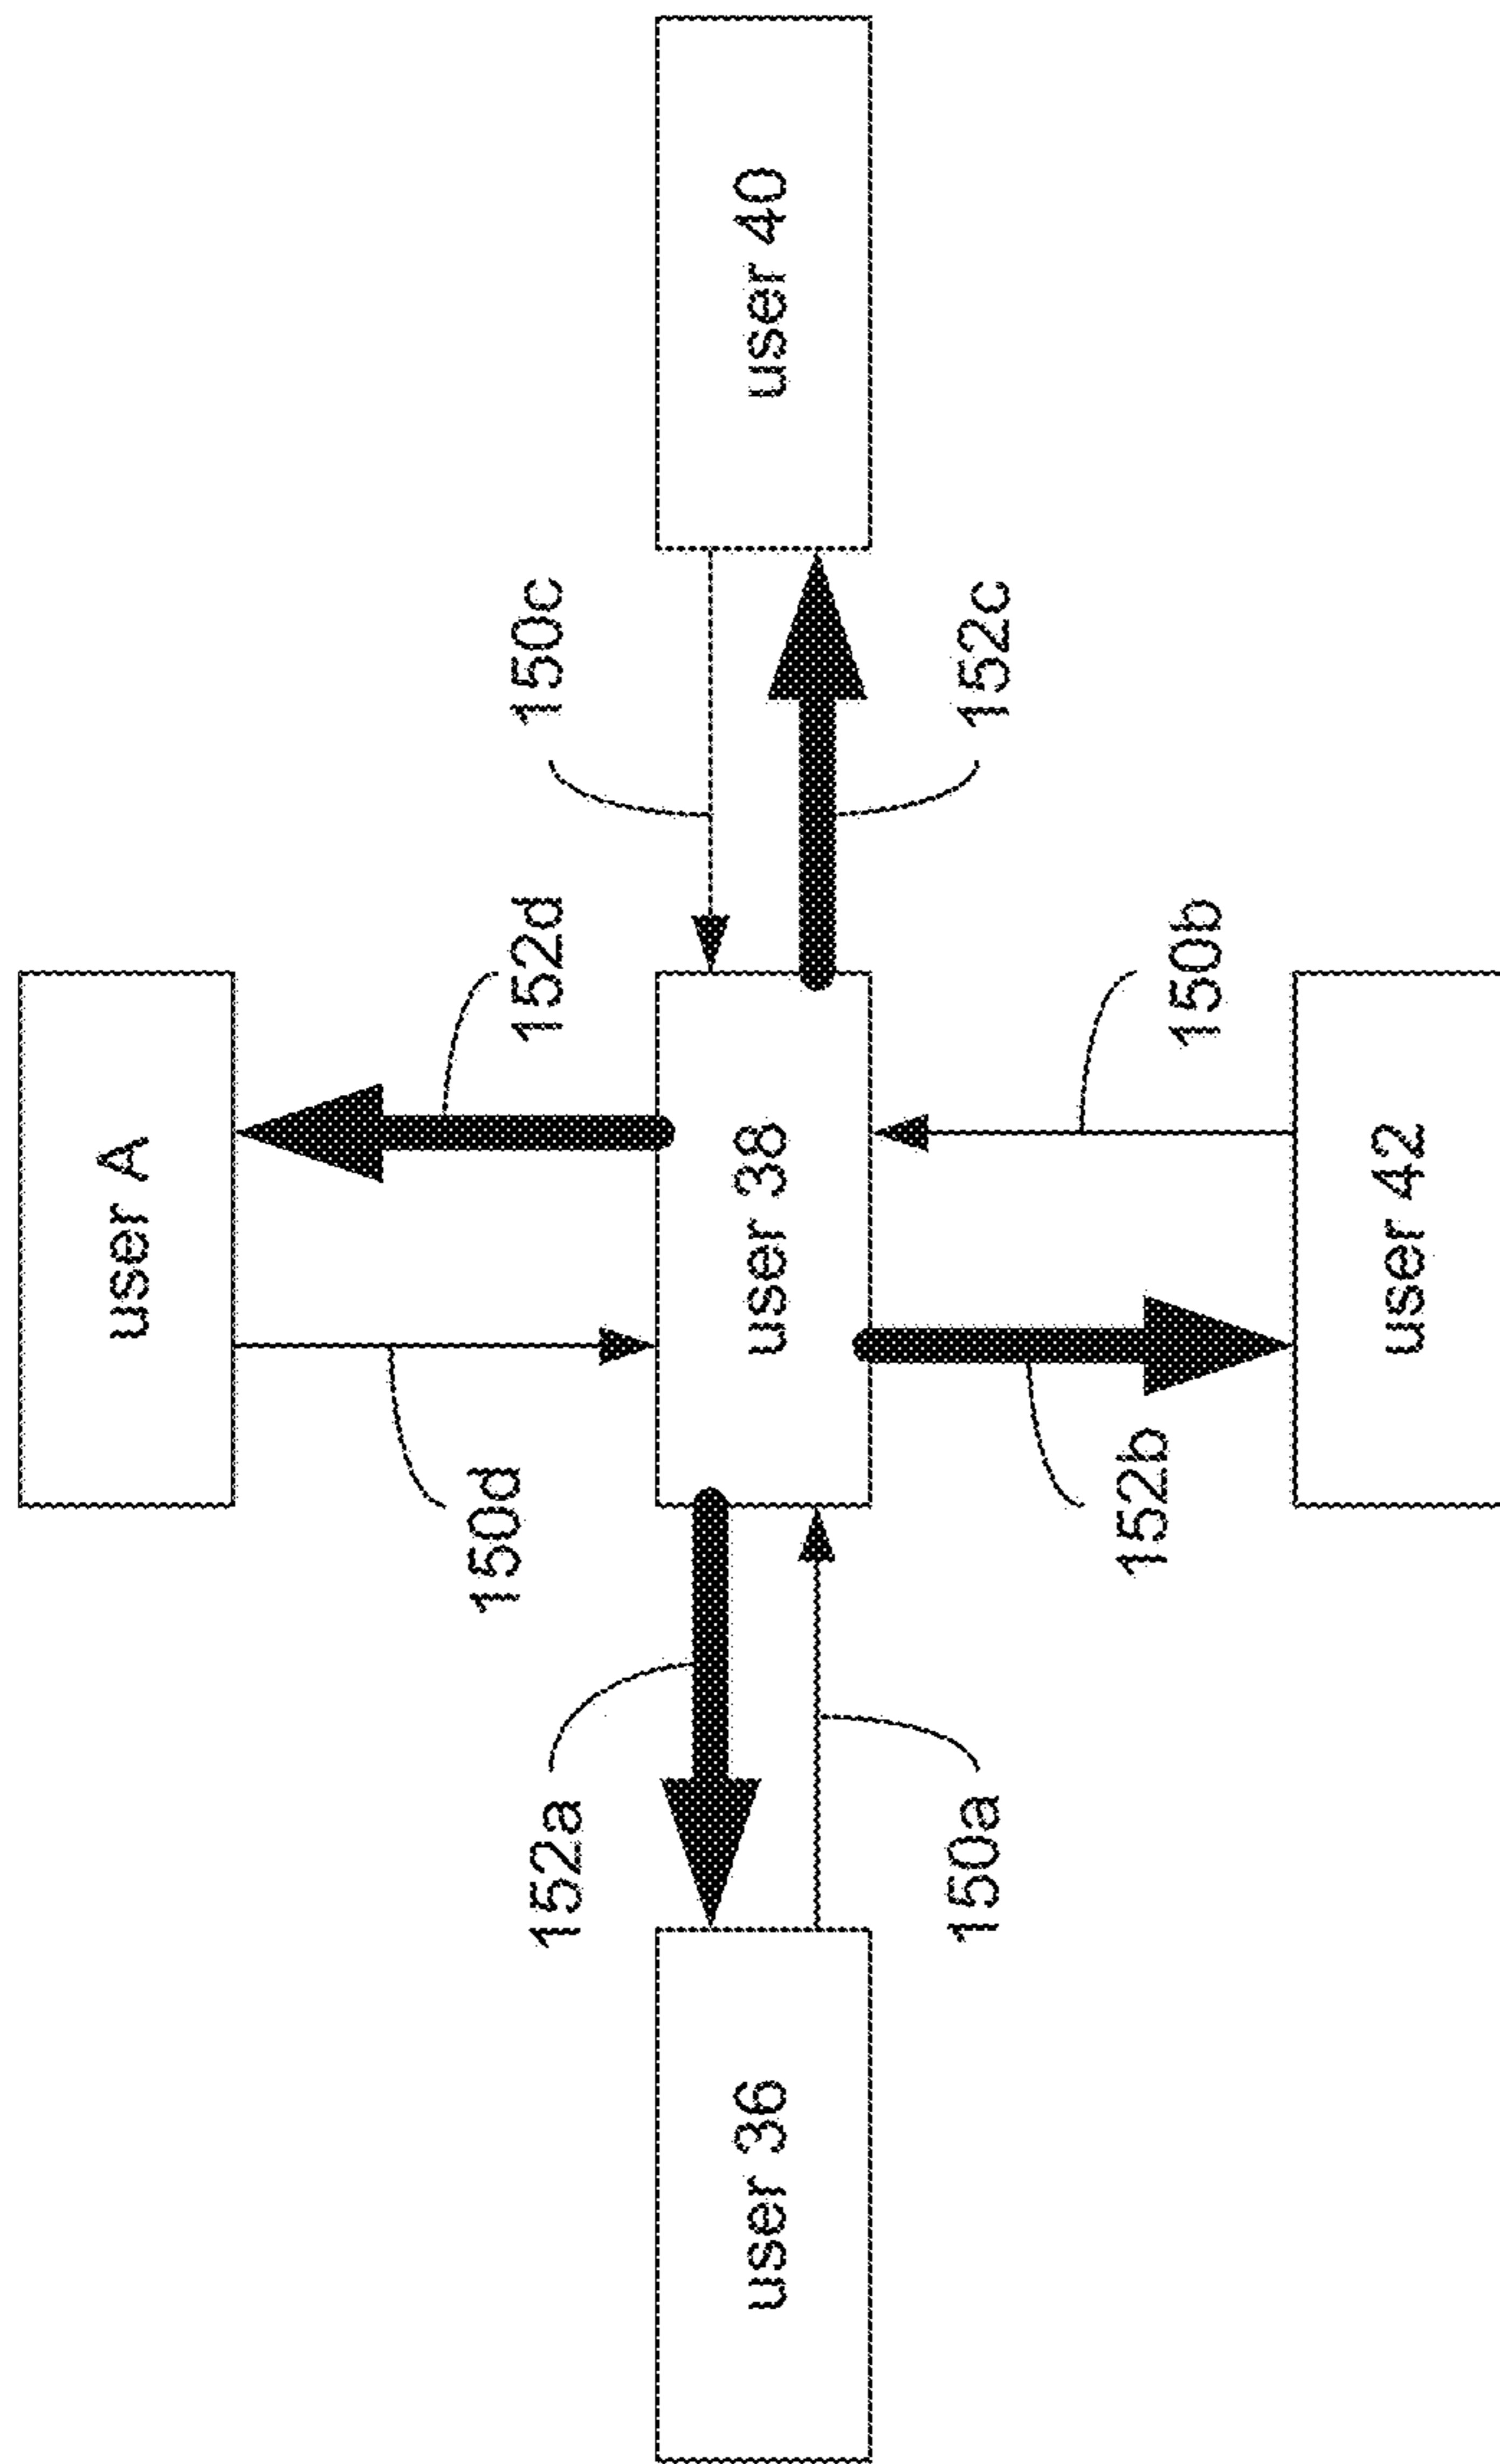 user A
150d
152d
152a
150c
user 36
user 38
user 40
150a
152c
152b
150b
user 42